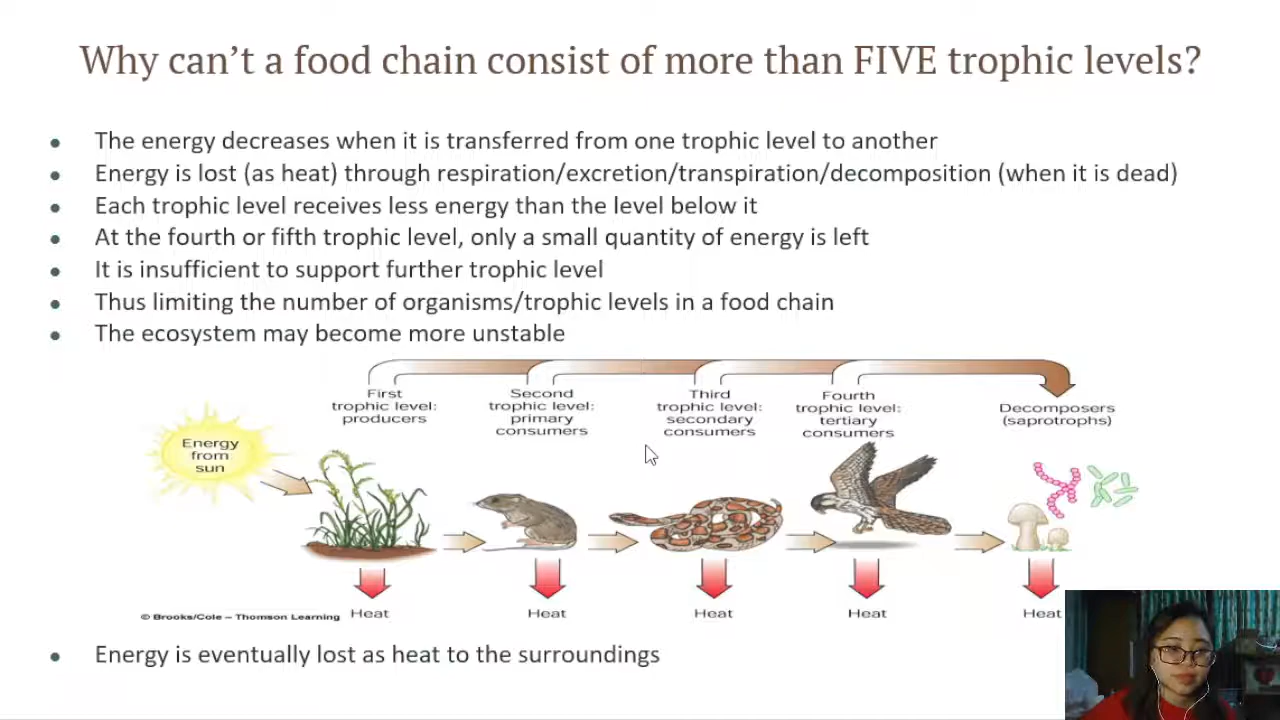 Why can't a food chain consist of more than FIVE trophic levels?
• The energy decreases when it is transferred from one trophic level to another
• Energy is lost (as heat) through respiration/excretion/transpiration/decomposition (when it is dead)
• Each trophic level receives less energy than the level below it
• At the fourth or fifth trophic level, only a small quantity of energy is left
• It is insufficient to support further trophic level
• Thus limiting the number of organisms/trophic levels in a food chain
• The ecosystem may become more unstable
Energy
from
sun
First
trophic level:
producers
Second
trophic level:
primary
consumers
Third
trophic level:
secondary
consumers
Fourth
trophic level:
tertiary
consumers
Decomposers
(saprotrophs)
Heat
Heat
Heat
Heat
Heat
© Brooks/Cole – Thomson Learning
• Energy is eventually lost as heat to the surroundings